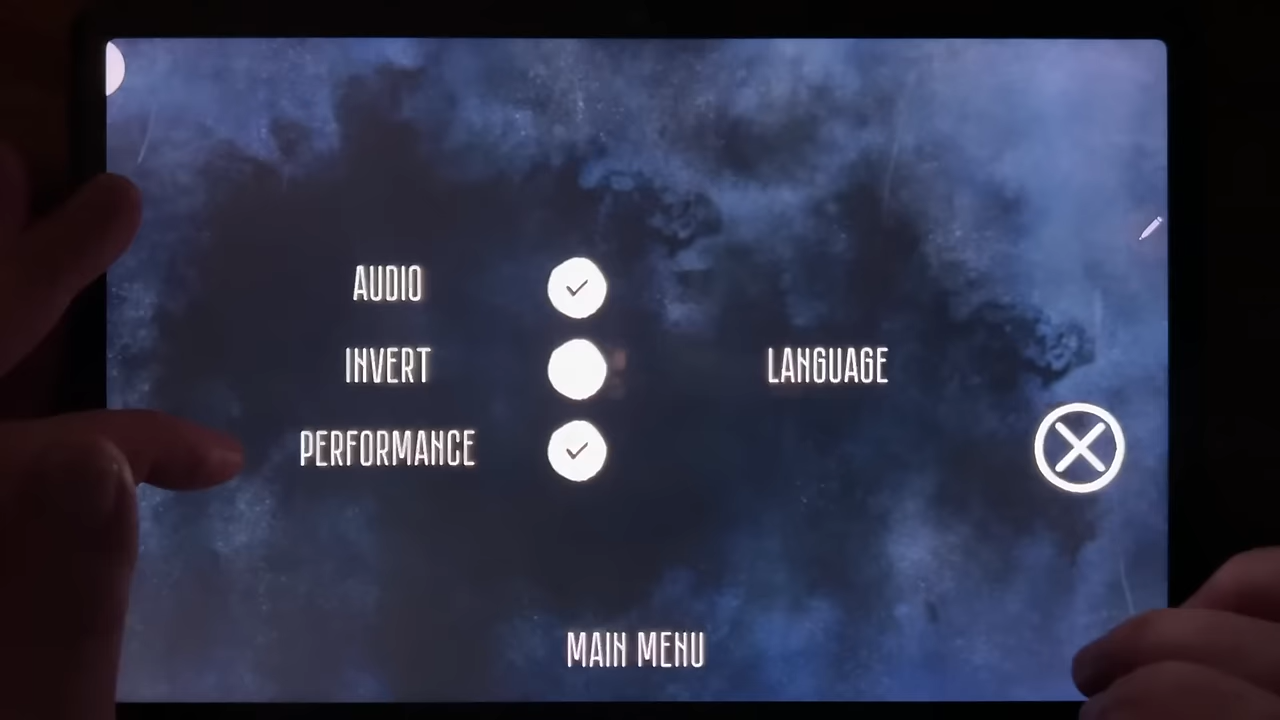 AUDIO
INVERT
LANGUAGE
PERFORMANCE
MAIN MENU